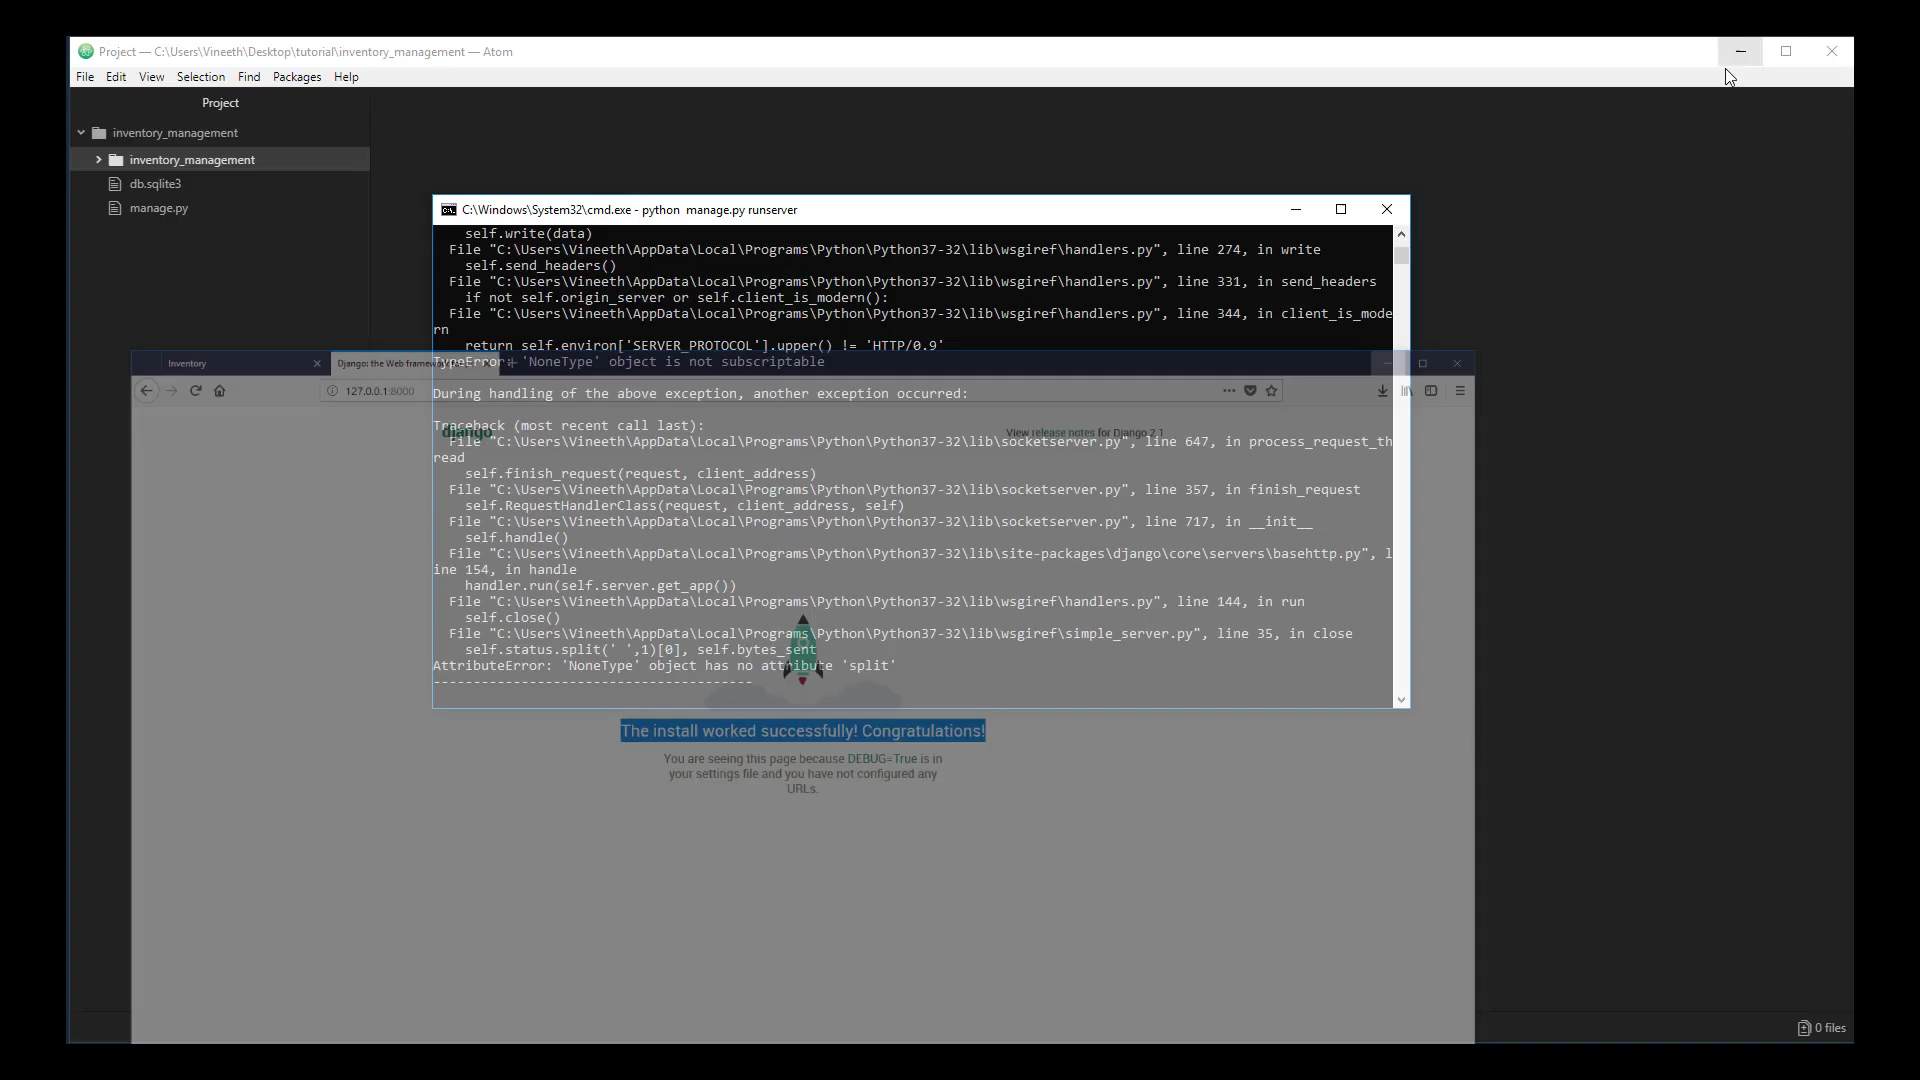 Project — C:\Users\Vineeth\Desktop\tutorial\inventory_management — Atom
File Edit View Selection Find Packages Help
Project
inventory_management
inventory_management
db.sqlite3
manage.py
C:\Windows\System32\cmd.exe - python  manage.py runserver
    self.write(data)
  File "C:\Users\Vineeth\AppData\Local\Programs\Python\Python37-32\lib\wsgiref\handlers.py", line 274, in write
    self.send_headers()
  File "C:\Users\Vineeth\AppData\Local\Programs\Python\Python37-32\lib\wsgiref\handlers.py", line 331, in send_headers
    if not self.origin_server or self.client_is_modern():
  File "C:\Users\Vineeth\AppData\Local\Programs\Python\Python37-32\lib\wsgiref\handlers.py", line 344, in client_is_mode
rn
    return self.environ['SERVER_PROTOCOL'].upper() != 'HTTP/0.9'
TypeError: 'NoneType' object is not subscriptable
During handling of the above exception, another exception occurred:
Traceback (most recent call last):
  File "C:\Users\Vineeth\AppData\Local\Programs\Python\Python37-32\lib\socketserver.py", line 647, in process_request_th
read
    self.finish_request(request, client_address)
  File "C:\Users\Vineeth\AppData\Local\Programs\Python\Python37-32\lib\socketserver.py", line 357, in finish_request
    self.RequestHandlerClass(request, client_address, self)
  File "C:\Users\Vineeth\AppData\Local\Programs\Python\Python37-32\lib\socketserver.py", line 717, in __init__
    self.handle()
  File "C:\Users\Vineeth\AppData\Local\Programs\Python\Python37-32\lib\site-packages\django\core\servers\basehttp.py", l
ine 154, in handle
    handler.run(self.server.get_app())
  File "C:\Users\Vineeth\AppData\Local\Programs\Python\Python37-32\lib\wsgiref\handlers.py", line 144, in run
    self.close()
  File "C:\Users\Vineeth\AppData\Local\Programs\Python\Python37-32\lib\wsgiref\simple_server.py", line 35, in close
    self.status.split(' ',1)[0], self.bytes_sent
AttributeError: 'NoneType' object has no attribute 'split'
----------------------------------------
Inventory
Django: the Web framew
127.0.0.1:8000
django
View release notes for Django 2.1
The install worked successfully! Congratulations!
You are seeing this page because DEBUG=True is in
your settings file and you have not configured any
URLs.
0 files